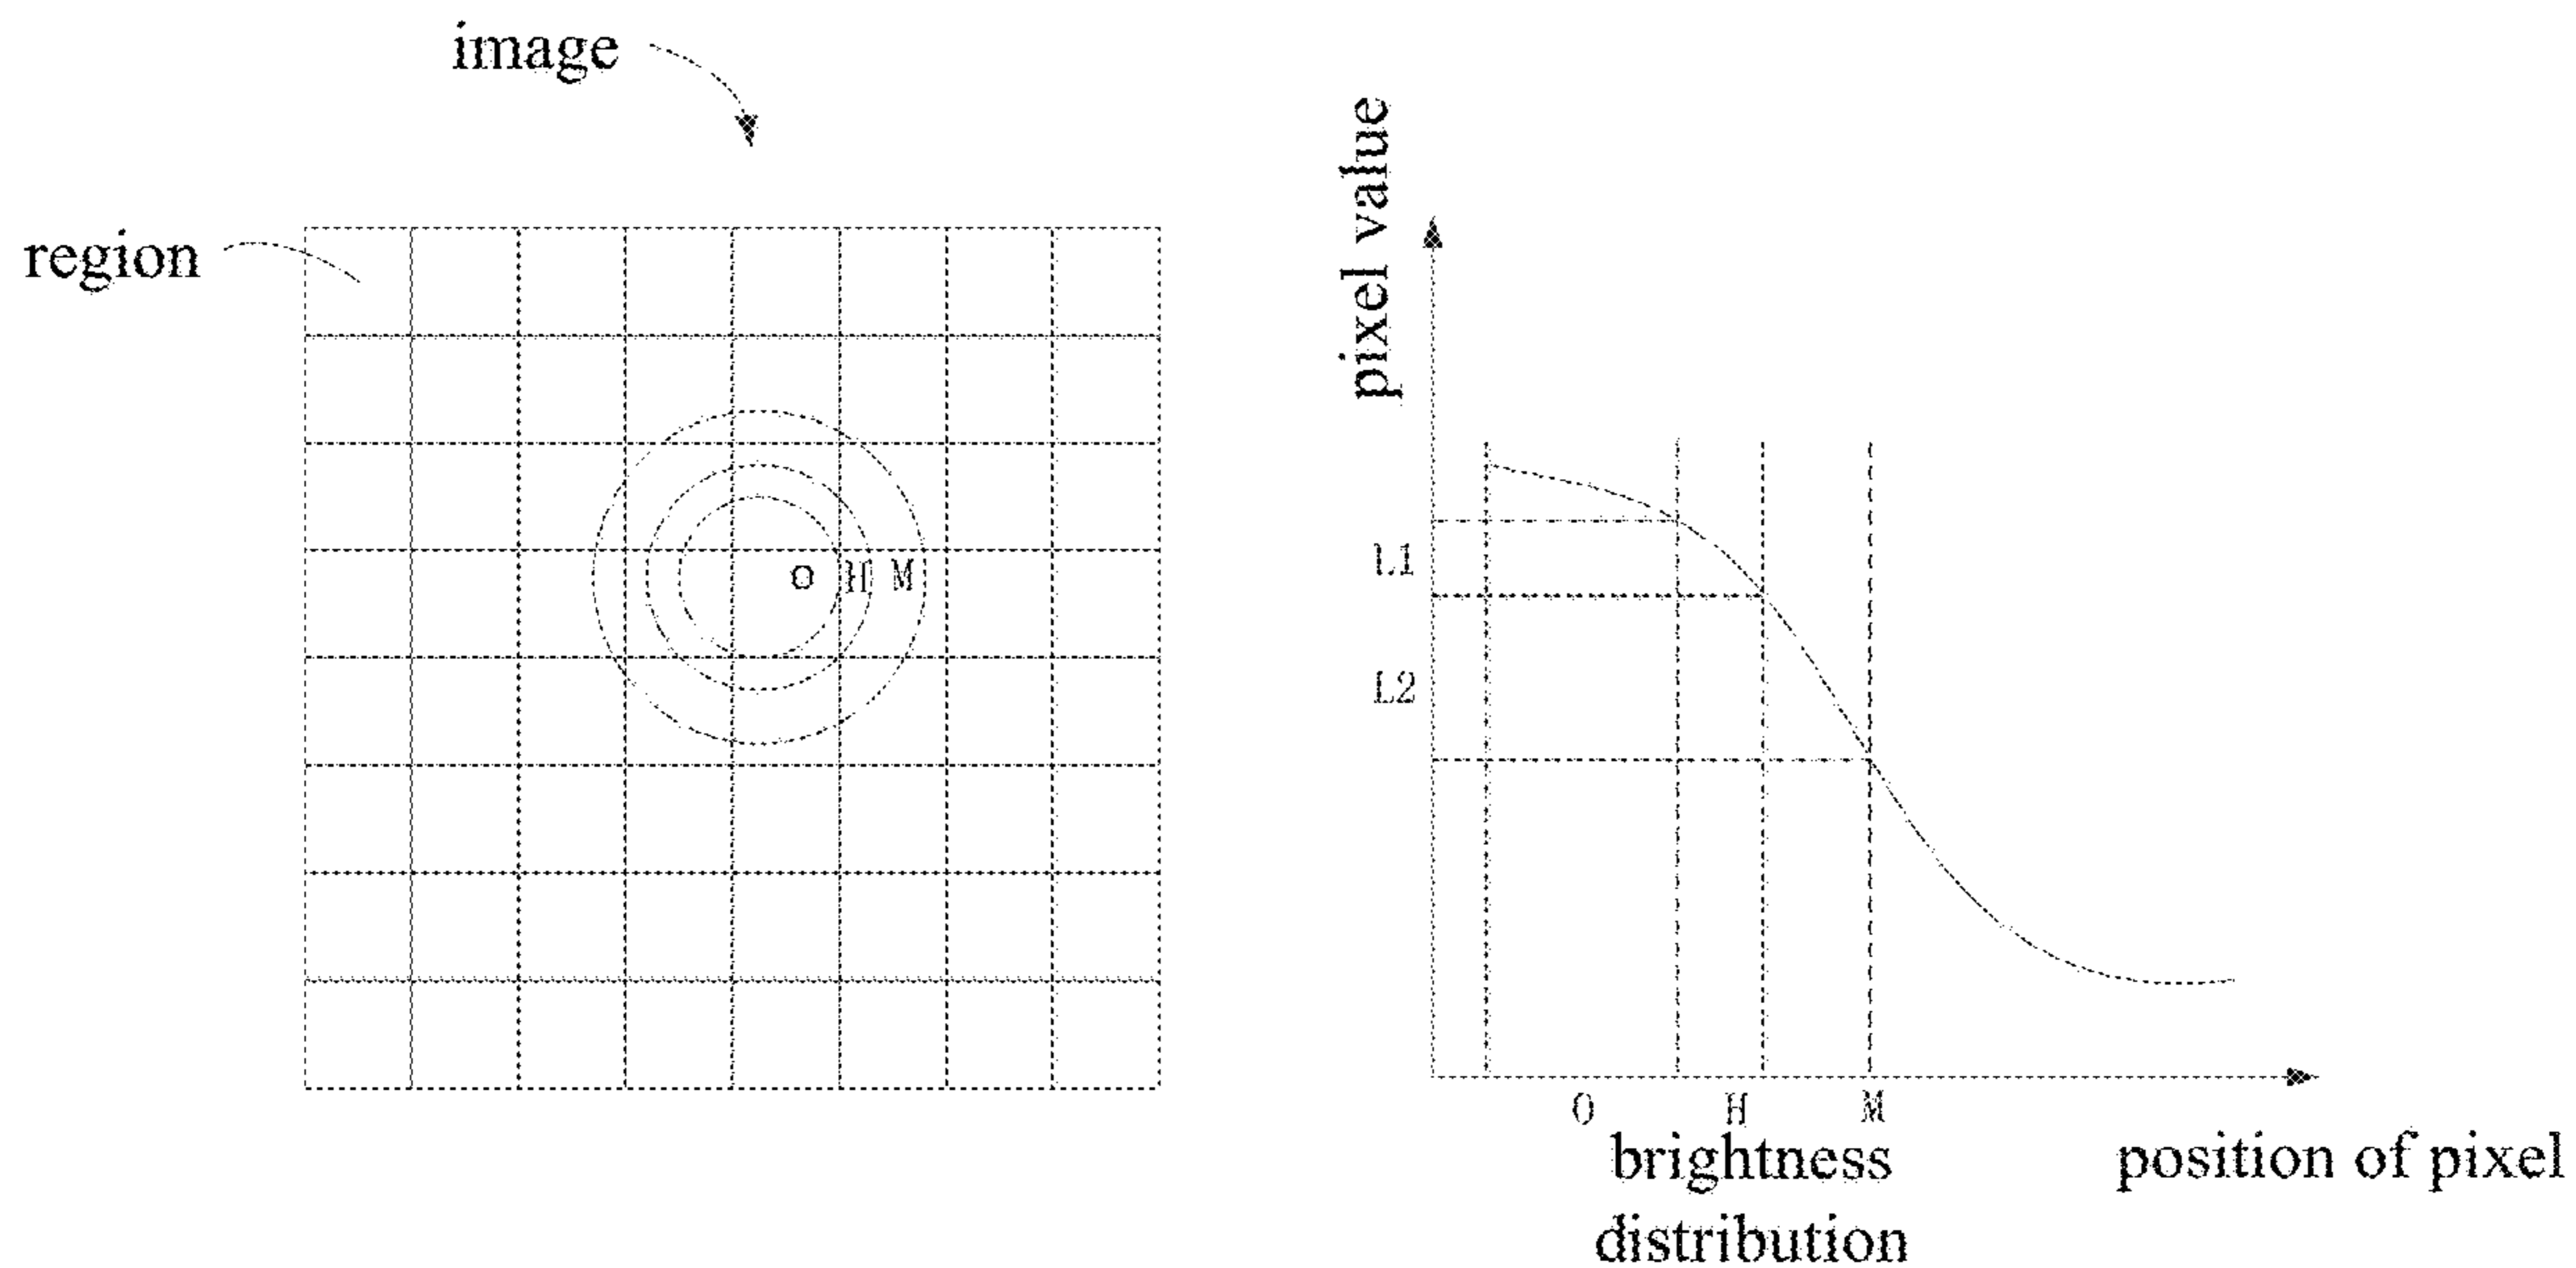 image
region
O H M
pixel value
L1
L2
O H M
brightness
distribution
position of pixel